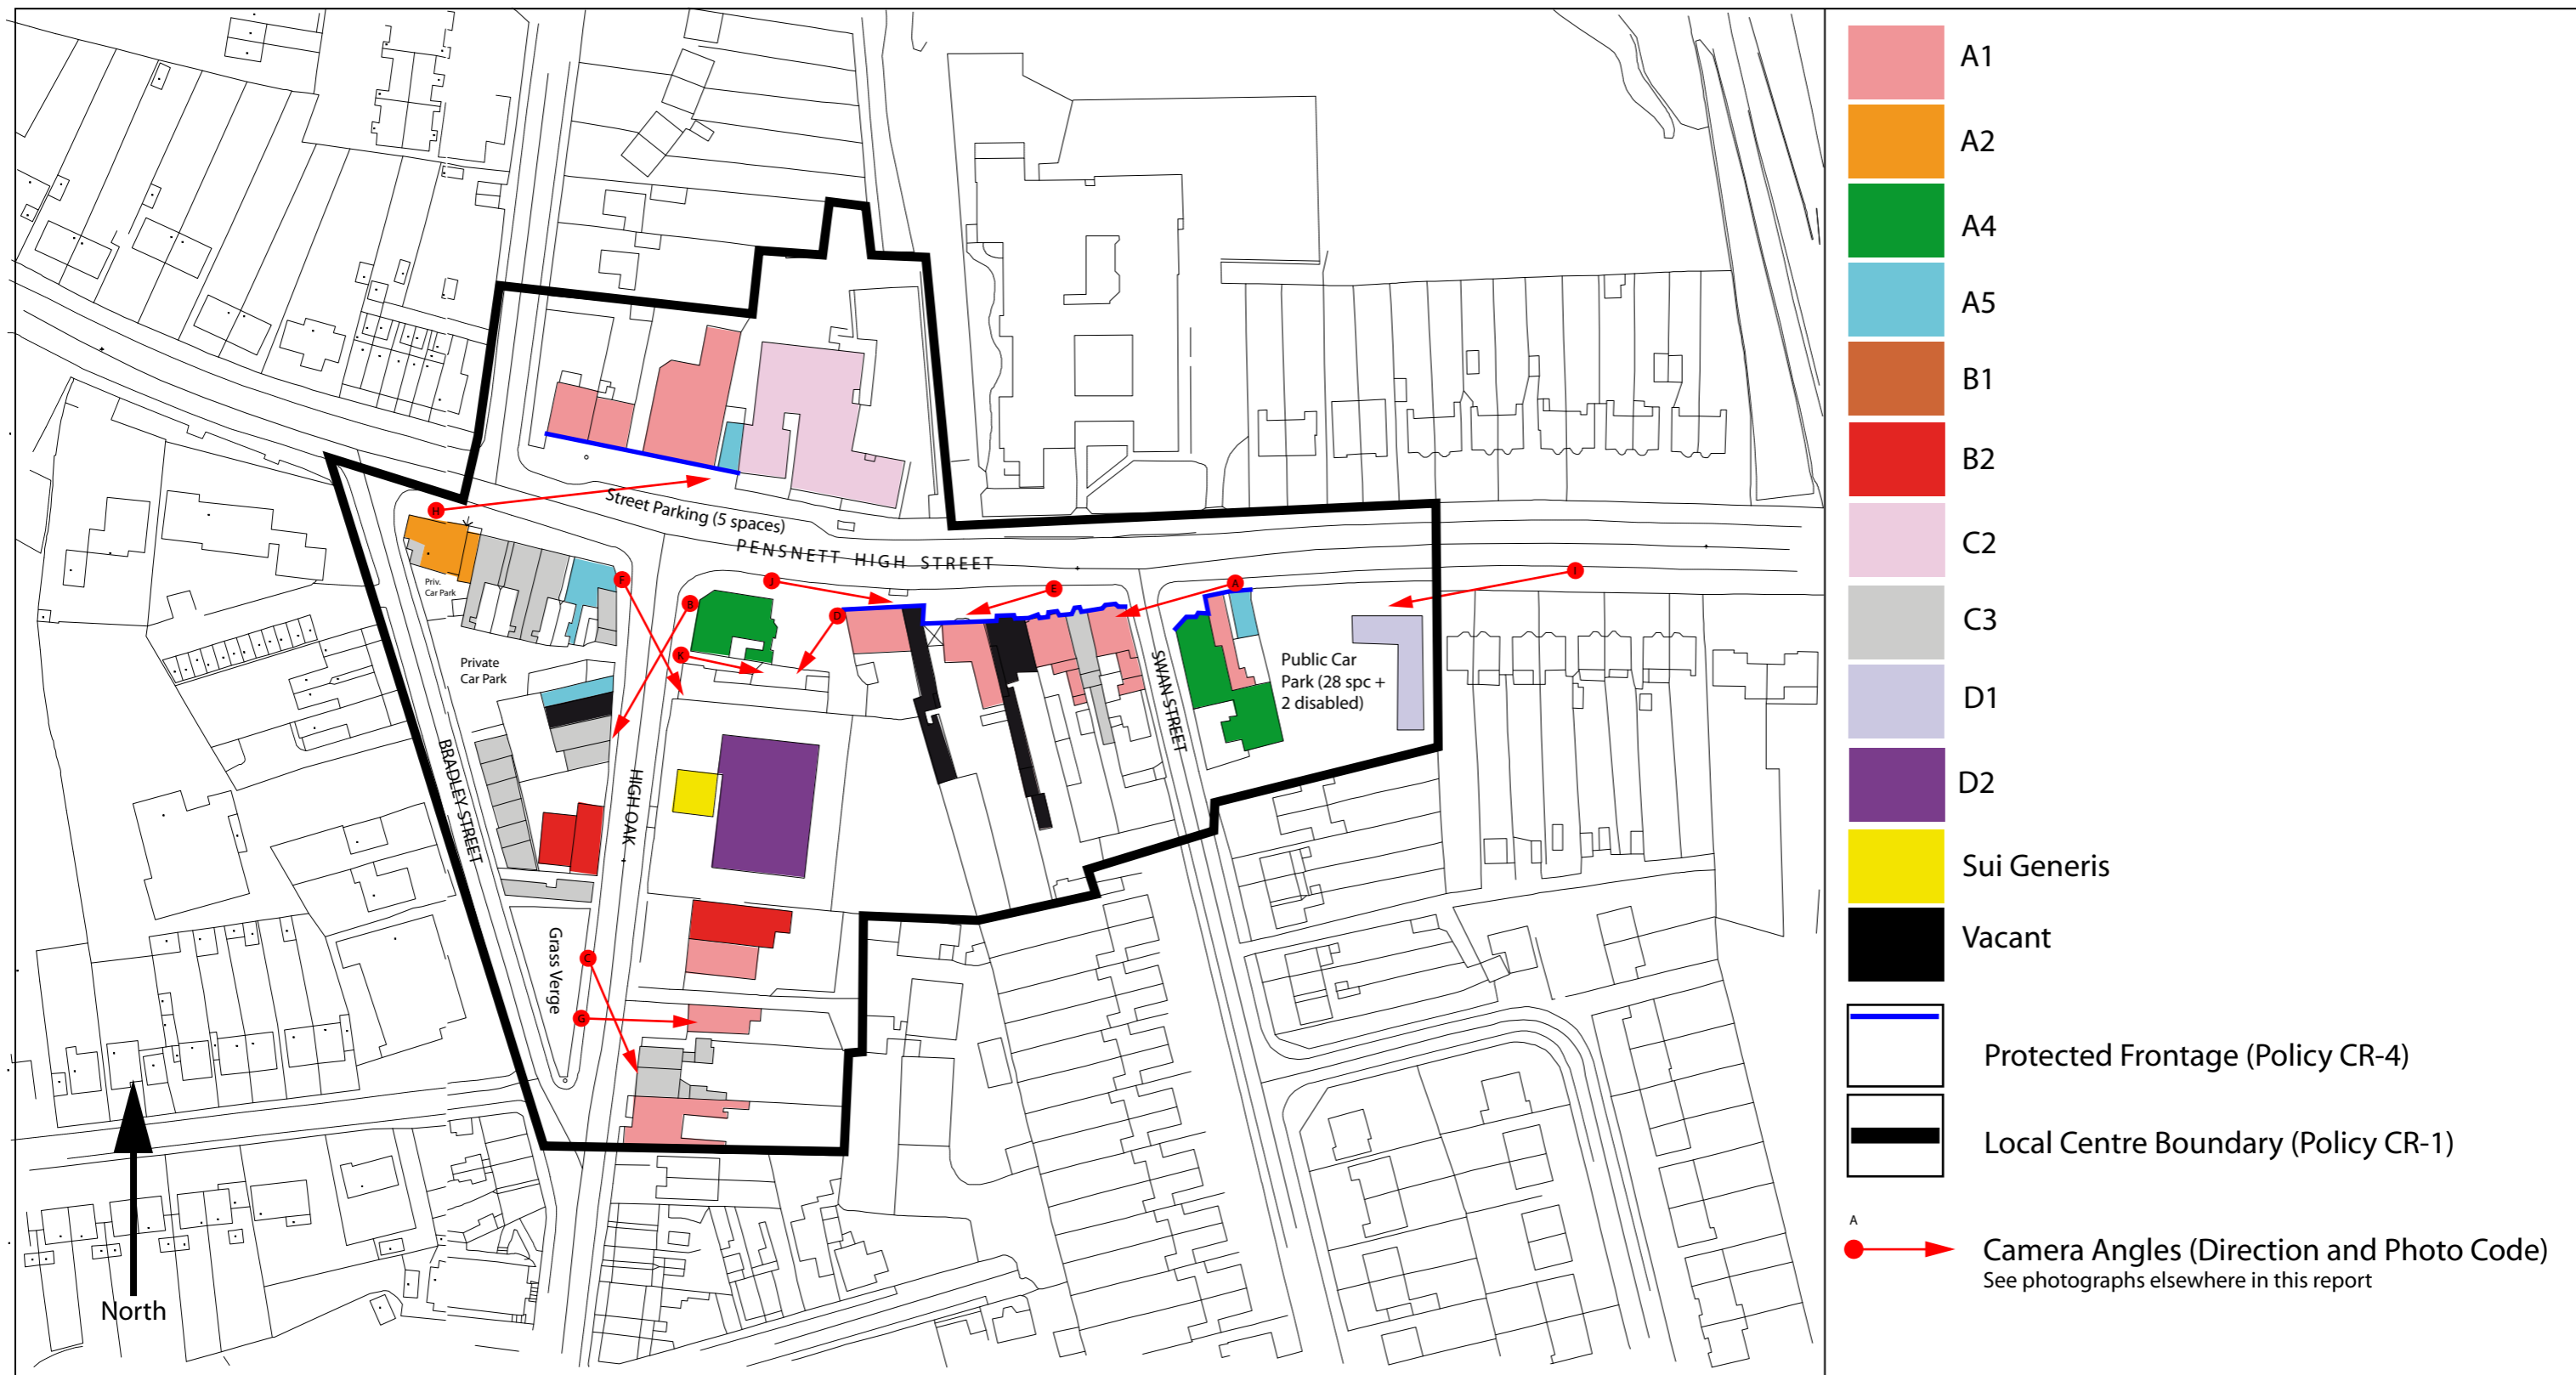 A1
A2
A4
A5
B1
B2
C2
C3
D1
D2
Sui Generis
Vacant
Protected Frontage (Policy CR-4)
Local Centre Boundary (Policy CR-1)
A
Camera Angles (Direction and Photo Code)
See photographs elsewhere in this report
H
Street Parking (5 spaces)
PENSNETT HIGH STREET
Priv.
Car Park
F
B
J
D
E
A
I
K
Private
Car Park
Public Car
Park (28 spc +
2 disabled)
SWAN STREET
BRADLEY STREET
HIGH OAK
Grass Verge
C
G
North